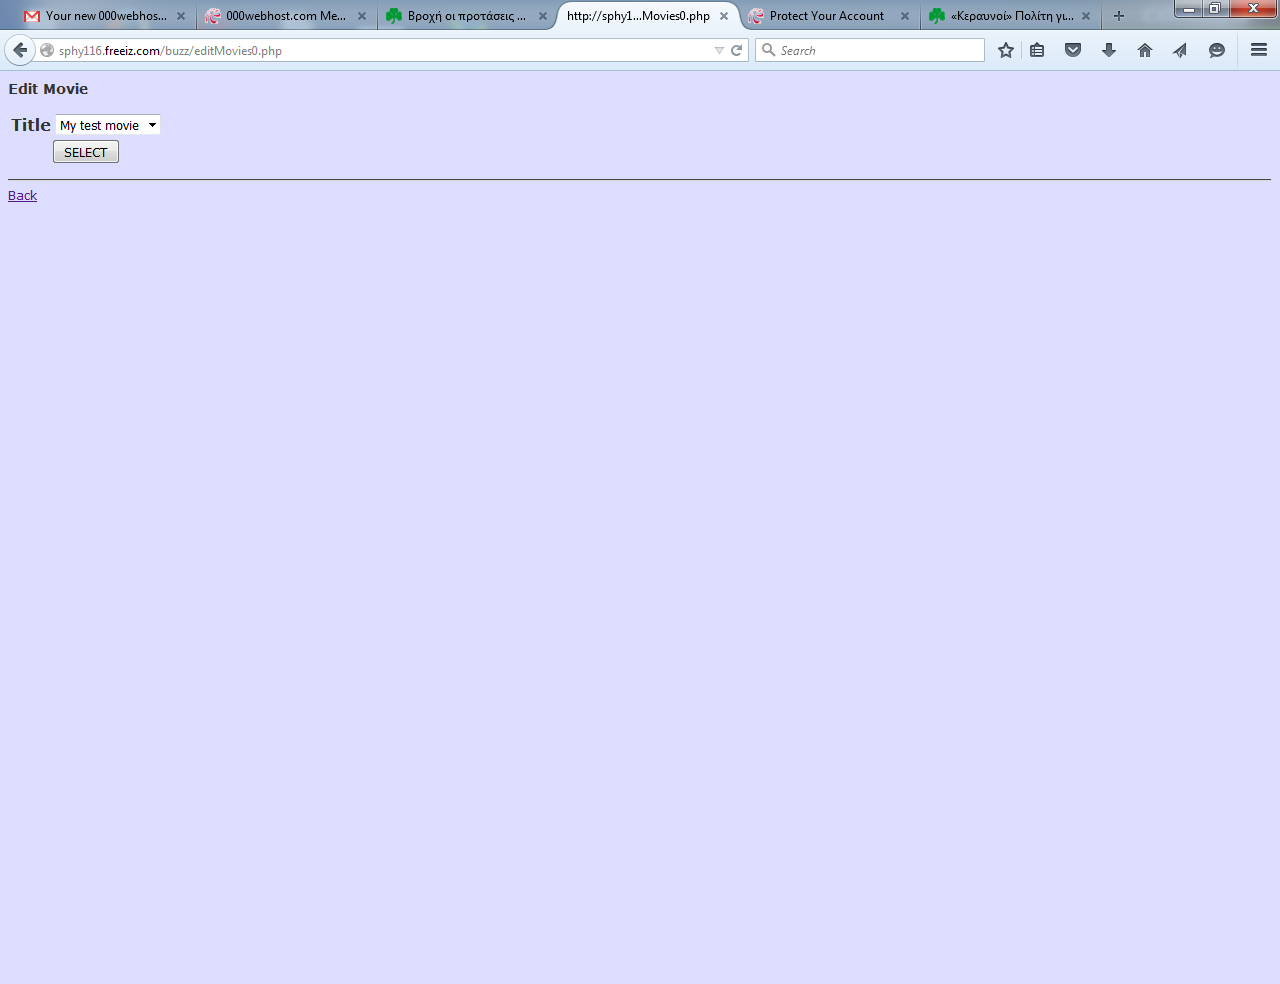 Your new 000webhos...
000webhost.com Me...
Βροχή οι προτάσεις ...
http://sphy1...Movies0.php
Protect Your Account
«Κεραυνοί» Πολίτη γι...
sphy116.freeiz.com/buzz/editMovies0.php
Search
Edit Movie
Title My test movie
SELECT
Back